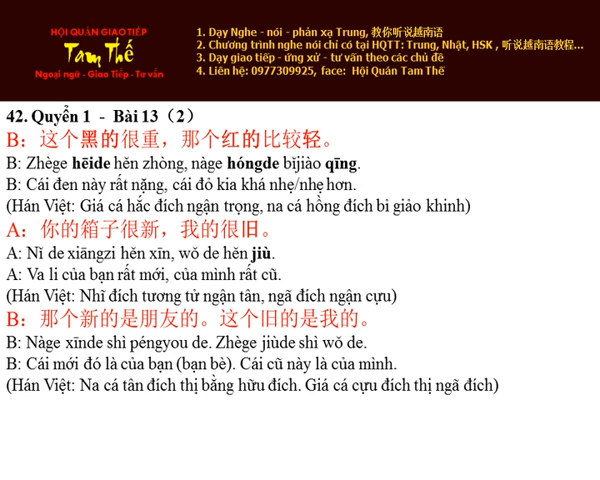 HỘI QUÁN GIAO TIẾP
Tam Thế
Ngoại ngữ - Giao Tiếp - Tư vấn
1. Dạy Nghe - nói - phản xạ Trung, 教你听说越南语
2. Chương trình nghe nói chỉ có tại HQTT: Trung, Nhật, HSK , 听说越南语教程...
3. Dạy giao tiếp - ứng xử - tư vấn theo các chủ đề
4. Liên hệ: 0977309925, face: Hội Quán Tam Thế
42. Quyển 1 - Bài 13（2）
B：这个黑的很重，那个红的比较轻。
B: Zhège hēide hěn zhòng, nàge hóngde bǐjiào qīng.
B: Cái đen này rất nặng, cái đỏ kia khá nhẹ/nhẹ hơn.
(Hán Việt: Giá cá hắc đích ngận trọng, na cá hồng đích bỉ giảo khinh)
A：你的箱子很新，我的很旧。
A: Nǐ de xiāngzi hěn xīn, wǒ de hěn jiù.
A: Va li của bạn rất mới, của mình rất cũ.
(Hán Việt: Nhĩ đích tương tử ngận tân, ngã đích ngận cựu)
B：那个新的是朋友的。这个旧的是我的。
B: Nàge xīnde shì péngyou de. Zhège jiùde shì wǒ de.
B: Cái mới đó là của bạn (bạn bè). Cái cũ này là của mình.
(Hán Việt: Na cá tân đích thị bằng hữu đích. Giá cá cựu đích thị ngã đích)